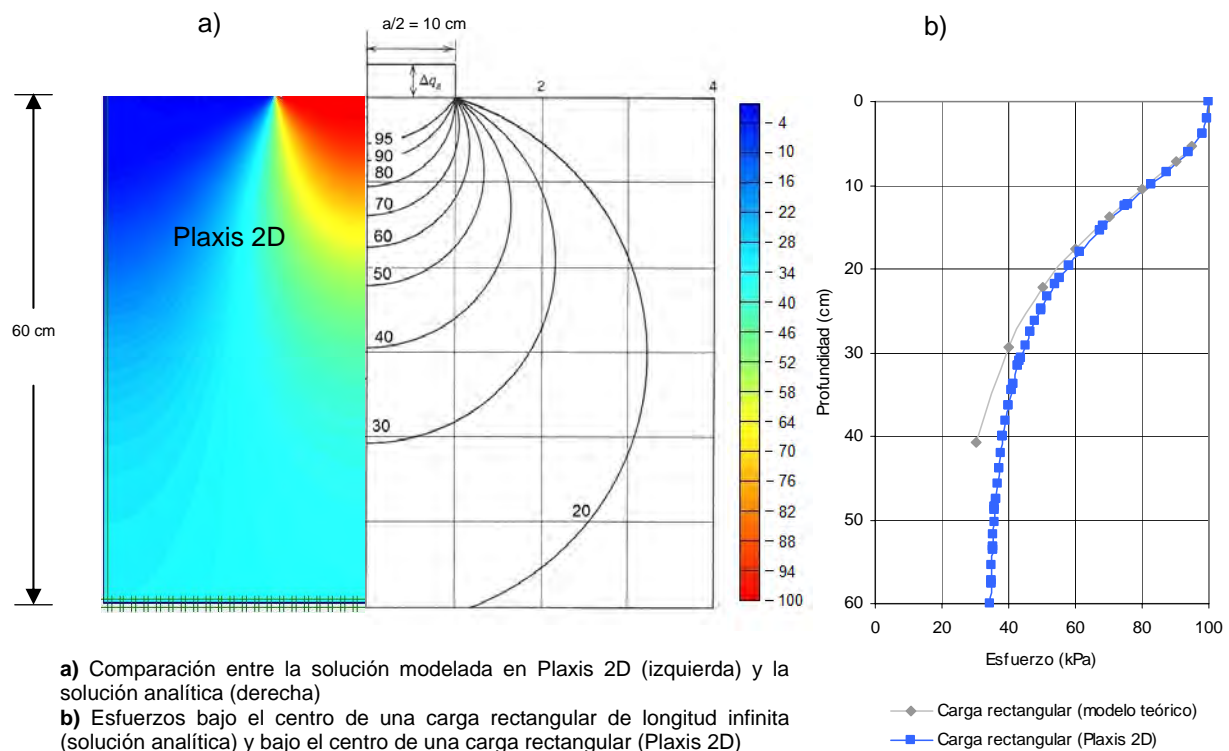 a)
a/2 = 10 cm
Δqs
2
4
60 cm
Plaxis 2D
95
90
80
70
60
50
40
30
20
4
10
16
22
28
34
40
46
52
58
64
70
76
82
88
94
100
b)
Profundidad (cm)
0
10
20
30
40
50
60
0
20
40
60
80
100
Esfuerzo (kPa)
Carga rectangular (modelo teórico)
Carga rectangular (Plaxis 2D)
a) Comparación entre la solución modelada en Plaxis 2D (izquierda) y la
solución analítica (derecha)
b) Esfuerzos bajo el centro de una carga rectangular de longitud infinita
(solución analítica) y bajo el centro de una carga rectangular (Plaxis 2D)